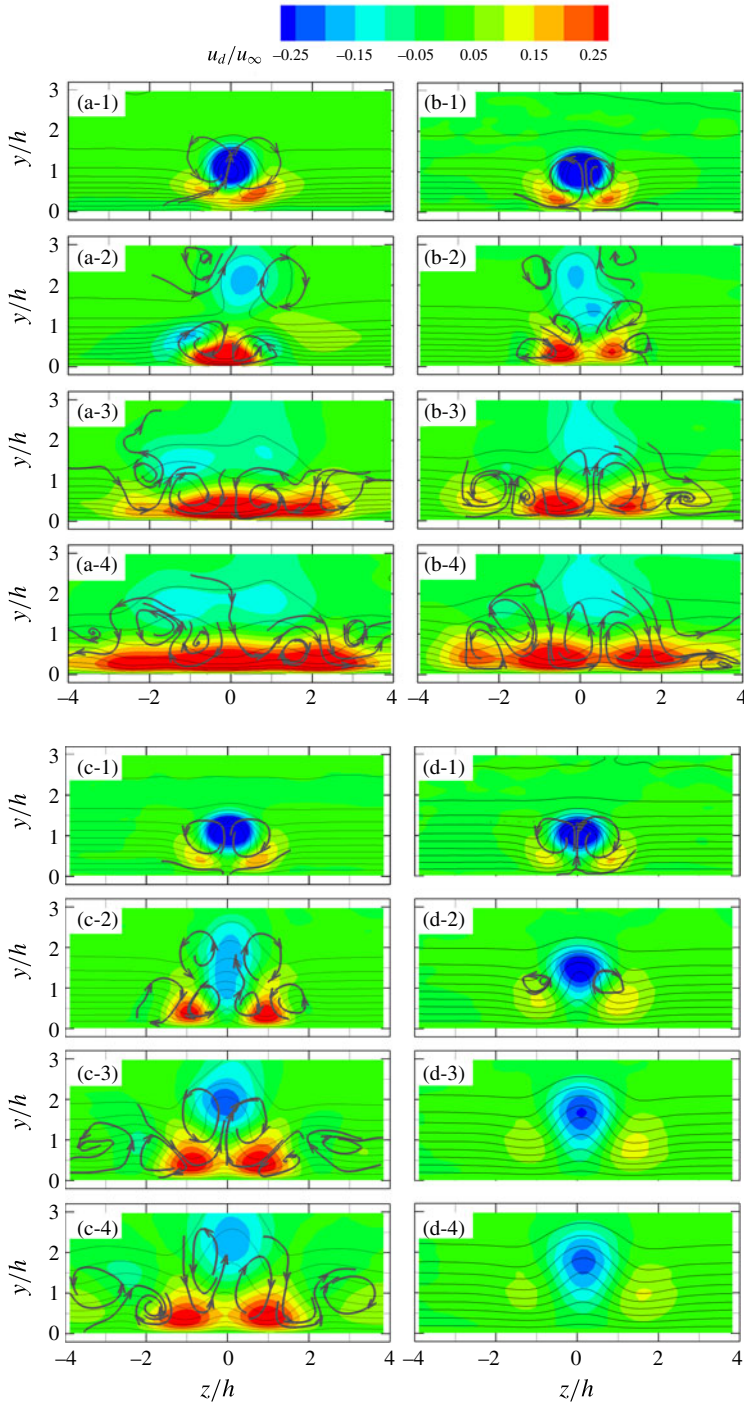 u_d/u_∞ −0.25 −0.15 −0.05 0.05 0.15 0.25
(a-1) (b-1)
3
2
1
0
y/h
(a-2) (b-2)
3
2
1
0
y/h
(a-3) (b-3)
3
2
1
0
y/h
(a-4) (b-4)
3
2
1
0
y/h
−4 −2 0 2 4 −4 −2 0 2 4
z/h z/h
(c-1) (d-1)
3
2
1
0
y/h
(c-2) (d-2)
3
2
1
0
y/h
(c-3) (d-3)
3
2
1
0
y/h
(c-4) (d-4)
3
2
1
0
y/h
−4 −2 0 2 4 −4 −2 0 2 4
z/h z/h